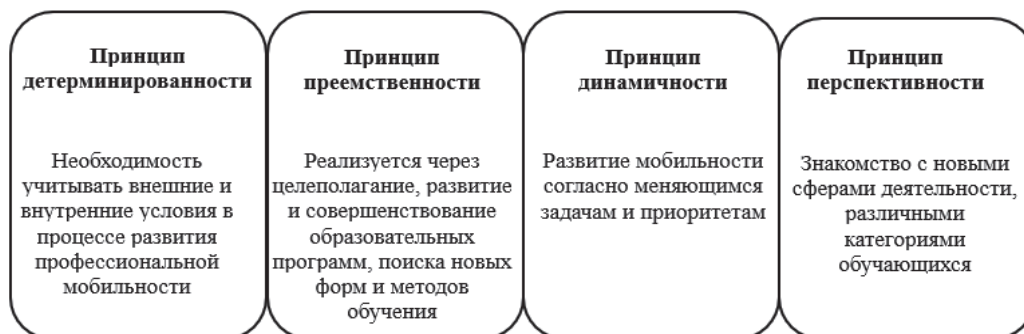 Принцип
детерминированности
Необходимость
учитывать внешние и
внутренние условия в
процессе развития
профессиональной
мобильности
Принцип
преемственности
Реализуется через
целеполагание, развитие
и совершенствование
образовательных
программ, поиска новых
форм и методов
обучения
Принцип
динамичности
Развитие мобильности
согласно меняющимся
задачам и приоритетам
Принцип
перспективности
Знакомство с новыми
сферами деятельности,
различными
категориями
обучающихся